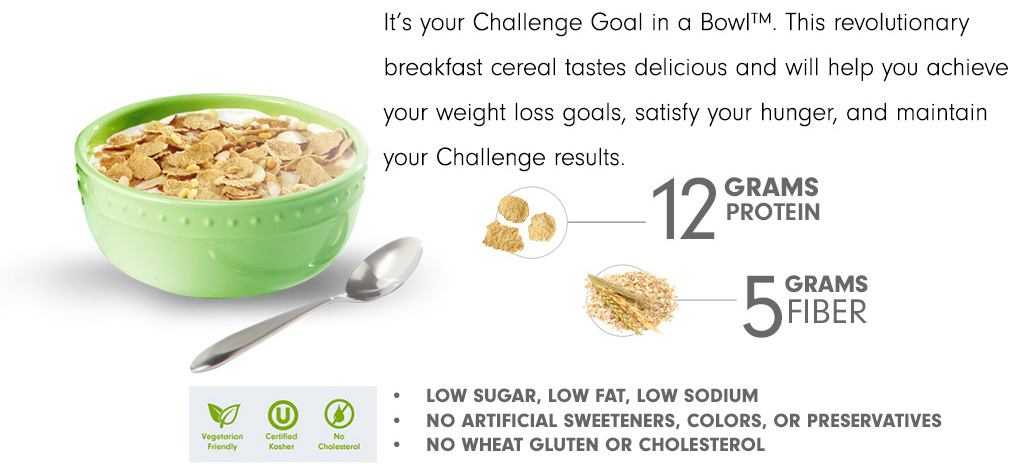 It's your Challenge Goal in a Bowl™. This revolutionary
breakfast cereal tastes delicious and will help you achieve
your weight loss goals, satisfy your hunger, and maintain
your Challenge results.
12 GRAMS
PROTEIN
5 GRAMS
FIBER
Vegetarian
Friendly
U
Certified
Kosher
No
Cholesterol
• LOW SUGAR, LOW FAT, LOW SODIUM
• NO ARTIFICIAL SWEETENERS, COLORS, OR PRESERVATIVES
• NO WHEAT GLUTEN OR CHOLESTEROL